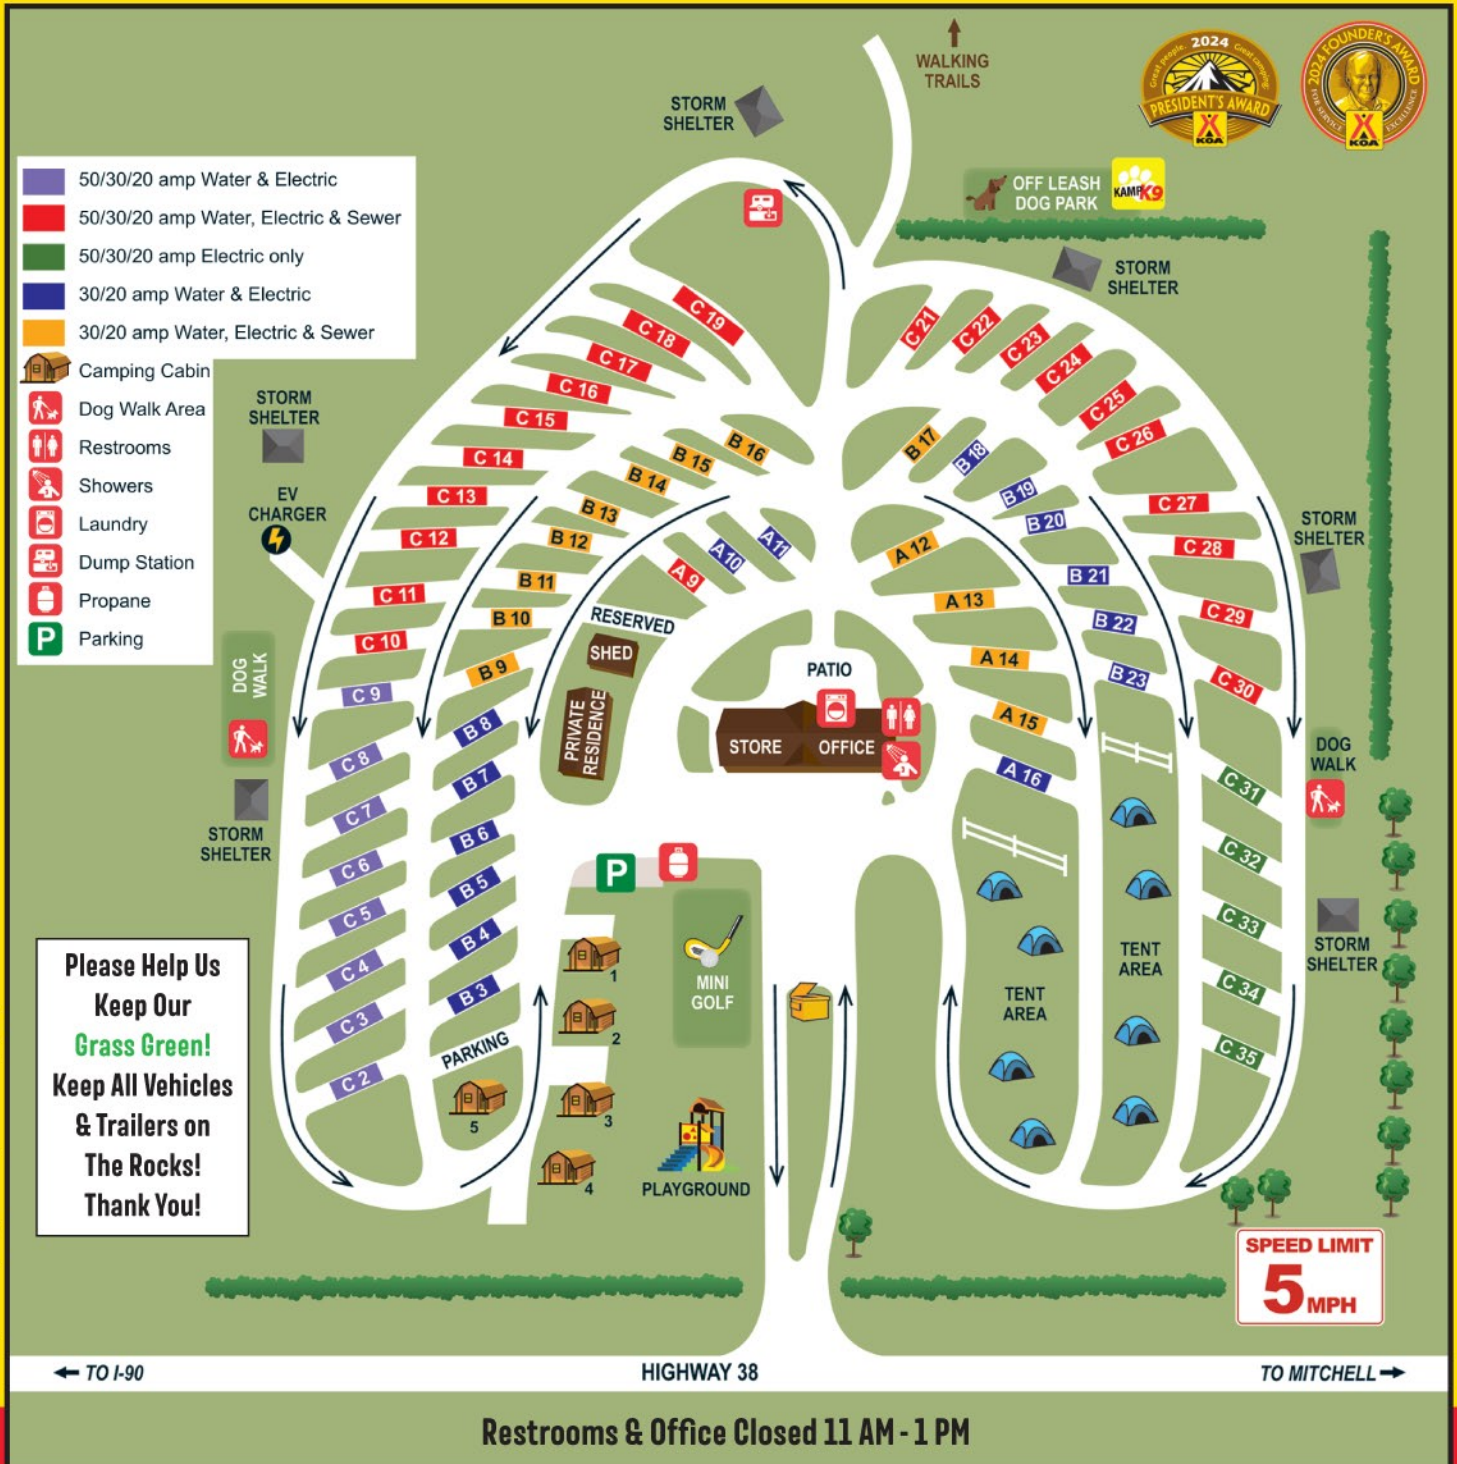 WALKING
TRAILS
Great people. 2024 Great camping.
PRESIDENT'S AWARD
KOA
2024 FOUNDER'S AWARD
FOR SERVICE EXCELLENCE
KOA
STORM
SHELTER
OFF LEASH
DOG PARK
KAMP K9
STORM
SHELTER
50/30/20 amp Water & Electric
50/30/20 amp Water, Electric & Sewer
50/30/20 amp Electric only
30/20 amp Water & Electric
30/20 amp Water, Electric & Sewer
Camping Cabin
Dog Walk Area
Restrooms
Showers
Laundry
Dump Station
Propane
P Parking
STORM
SHELTER
EV
CHARGER
DOG
WALK
STORM
SHELTER
C 19
C 18
C 17
C 16
C 15
C 14
C 13
C 12
C 11
C 10
C 9
C 8
C 7
C 6
C 5
C 4
C 3
C 2
B 16
B 15
B 14
B 13
B 12
B 11
B 10
B 9
B 8
B 7
B 6
B 5
B 4
B 3
PARKING
5
A 11
A 10
A 9
RESERVED
SHED
PRIVATE
RESIDENCE
PATIO
STORE
OFFICE
C 21
C 22
C 23
C 24
C 25
C 26
C 27
C 28
C 29
C 30
C 31
C 32
C 33
C 34
C 35
B 17
B 18
B 19
B 20
B 21
B 22
B 23
A 12
A 13
A 14
A 15
A 16
STORM
SHELTER
DOG
WALK
STORM
SHELTER
TENT
AREA
TENT
AREA
P
1
2
3
4
MINI
GOLF
PLAYGROUND
Please Help Us
Keep Our
Grass Green!
Keep All Vehicles
& Trailers on
The Rocks!
Thank You!
SPEED LIMIT
5 MPH
TO I-90
HIGHWAY 38
TO MITCHELL
Restrooms & Office Closed 11 AM - 1 PM